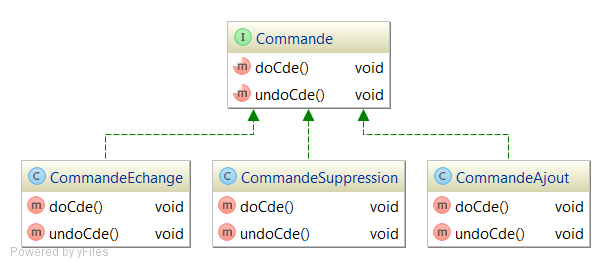 I Commande
m doCde() void
m undoCde() void
C CommandeEchange C CommandeSuppression C CommandeAjout
m doCde() void m doCde() void m doCde() void
m undoCde() void m undoCde() void m undoCde() void
Powered by yFiles